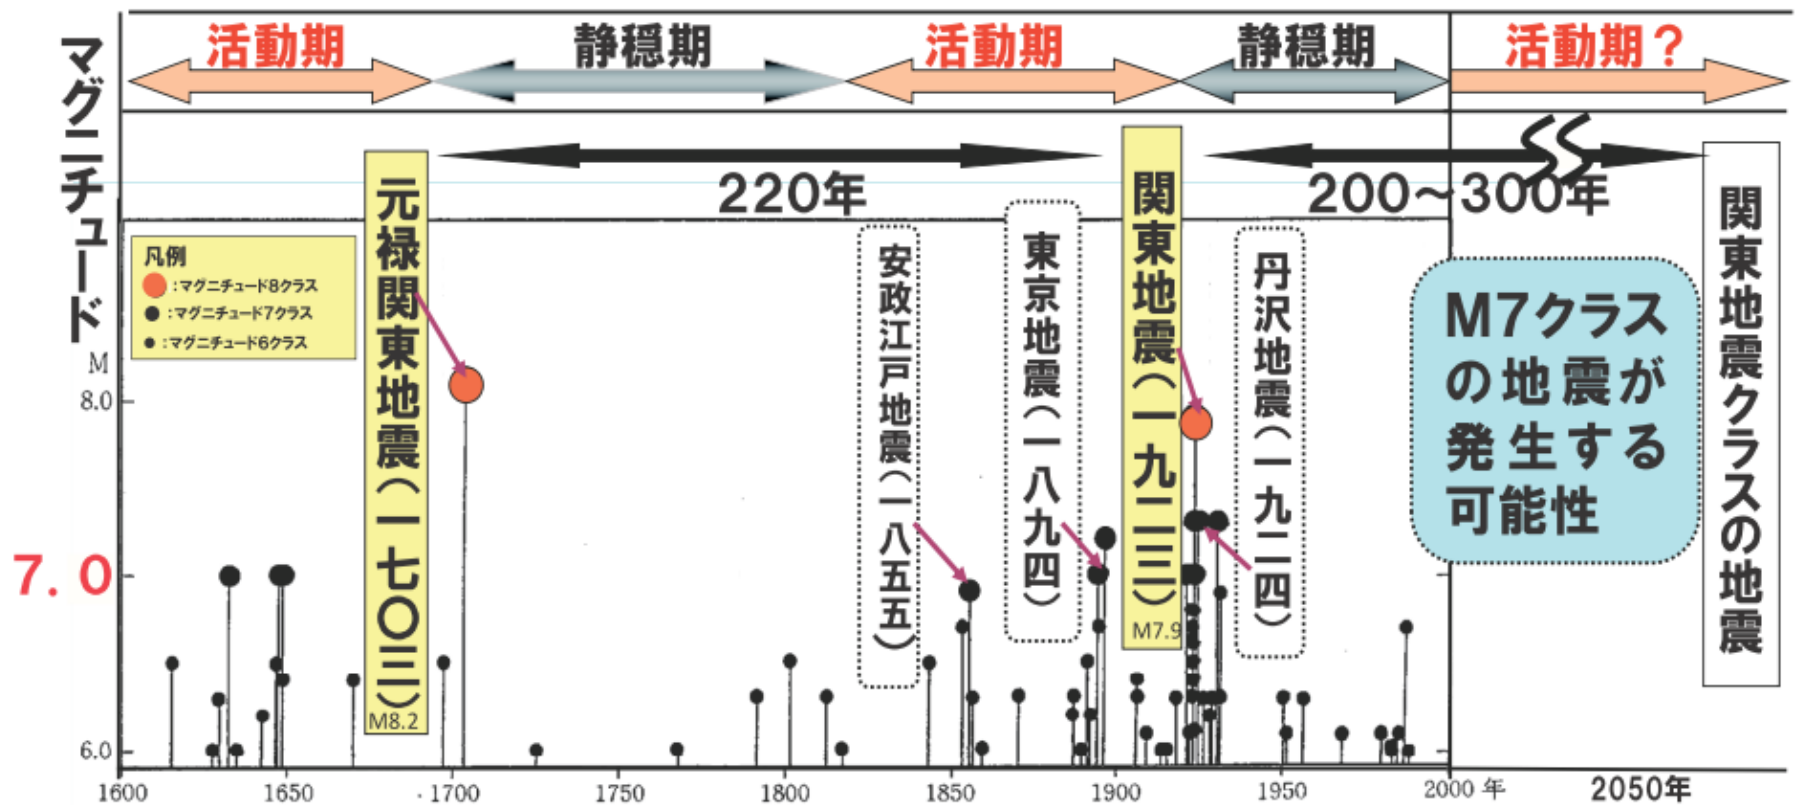 活動期
静穏期
活動期
静穏期
活動期？
マグニチュード
220年
200～300年
凡例
：マグニチュード8クラス
：マグニチュード7クラス
：マグニチュード6クラス
元禄関東地震（一七〇三）
M8.2
安政江戸地震（一八五五）
東京地震（一八九四）
関東地震（一九二三）
M7.9
丹沢地震（一九二四）
M7クラス
の地震が
発生する
可能性
関東地震クラスの地震
M
8.0
7.0
6.0
1600
1650
1700
1750
1800
1850
1900
1950
2000 年
2050年